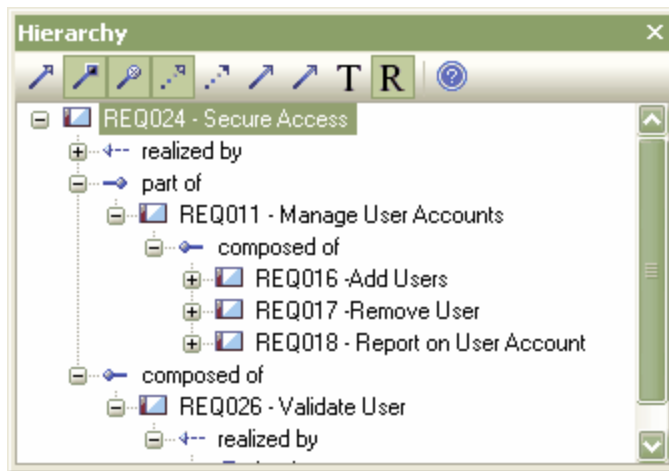 Hierarchy
T R ?
REQ024 - Secure Access
realized by
part of
REQ011 - Manage User Accounts
composed of
REQ016 -Add Users
REQ017 -Remove User
REQ018 - Report on User Account
composed of
REQ026 - Validate User
realized by